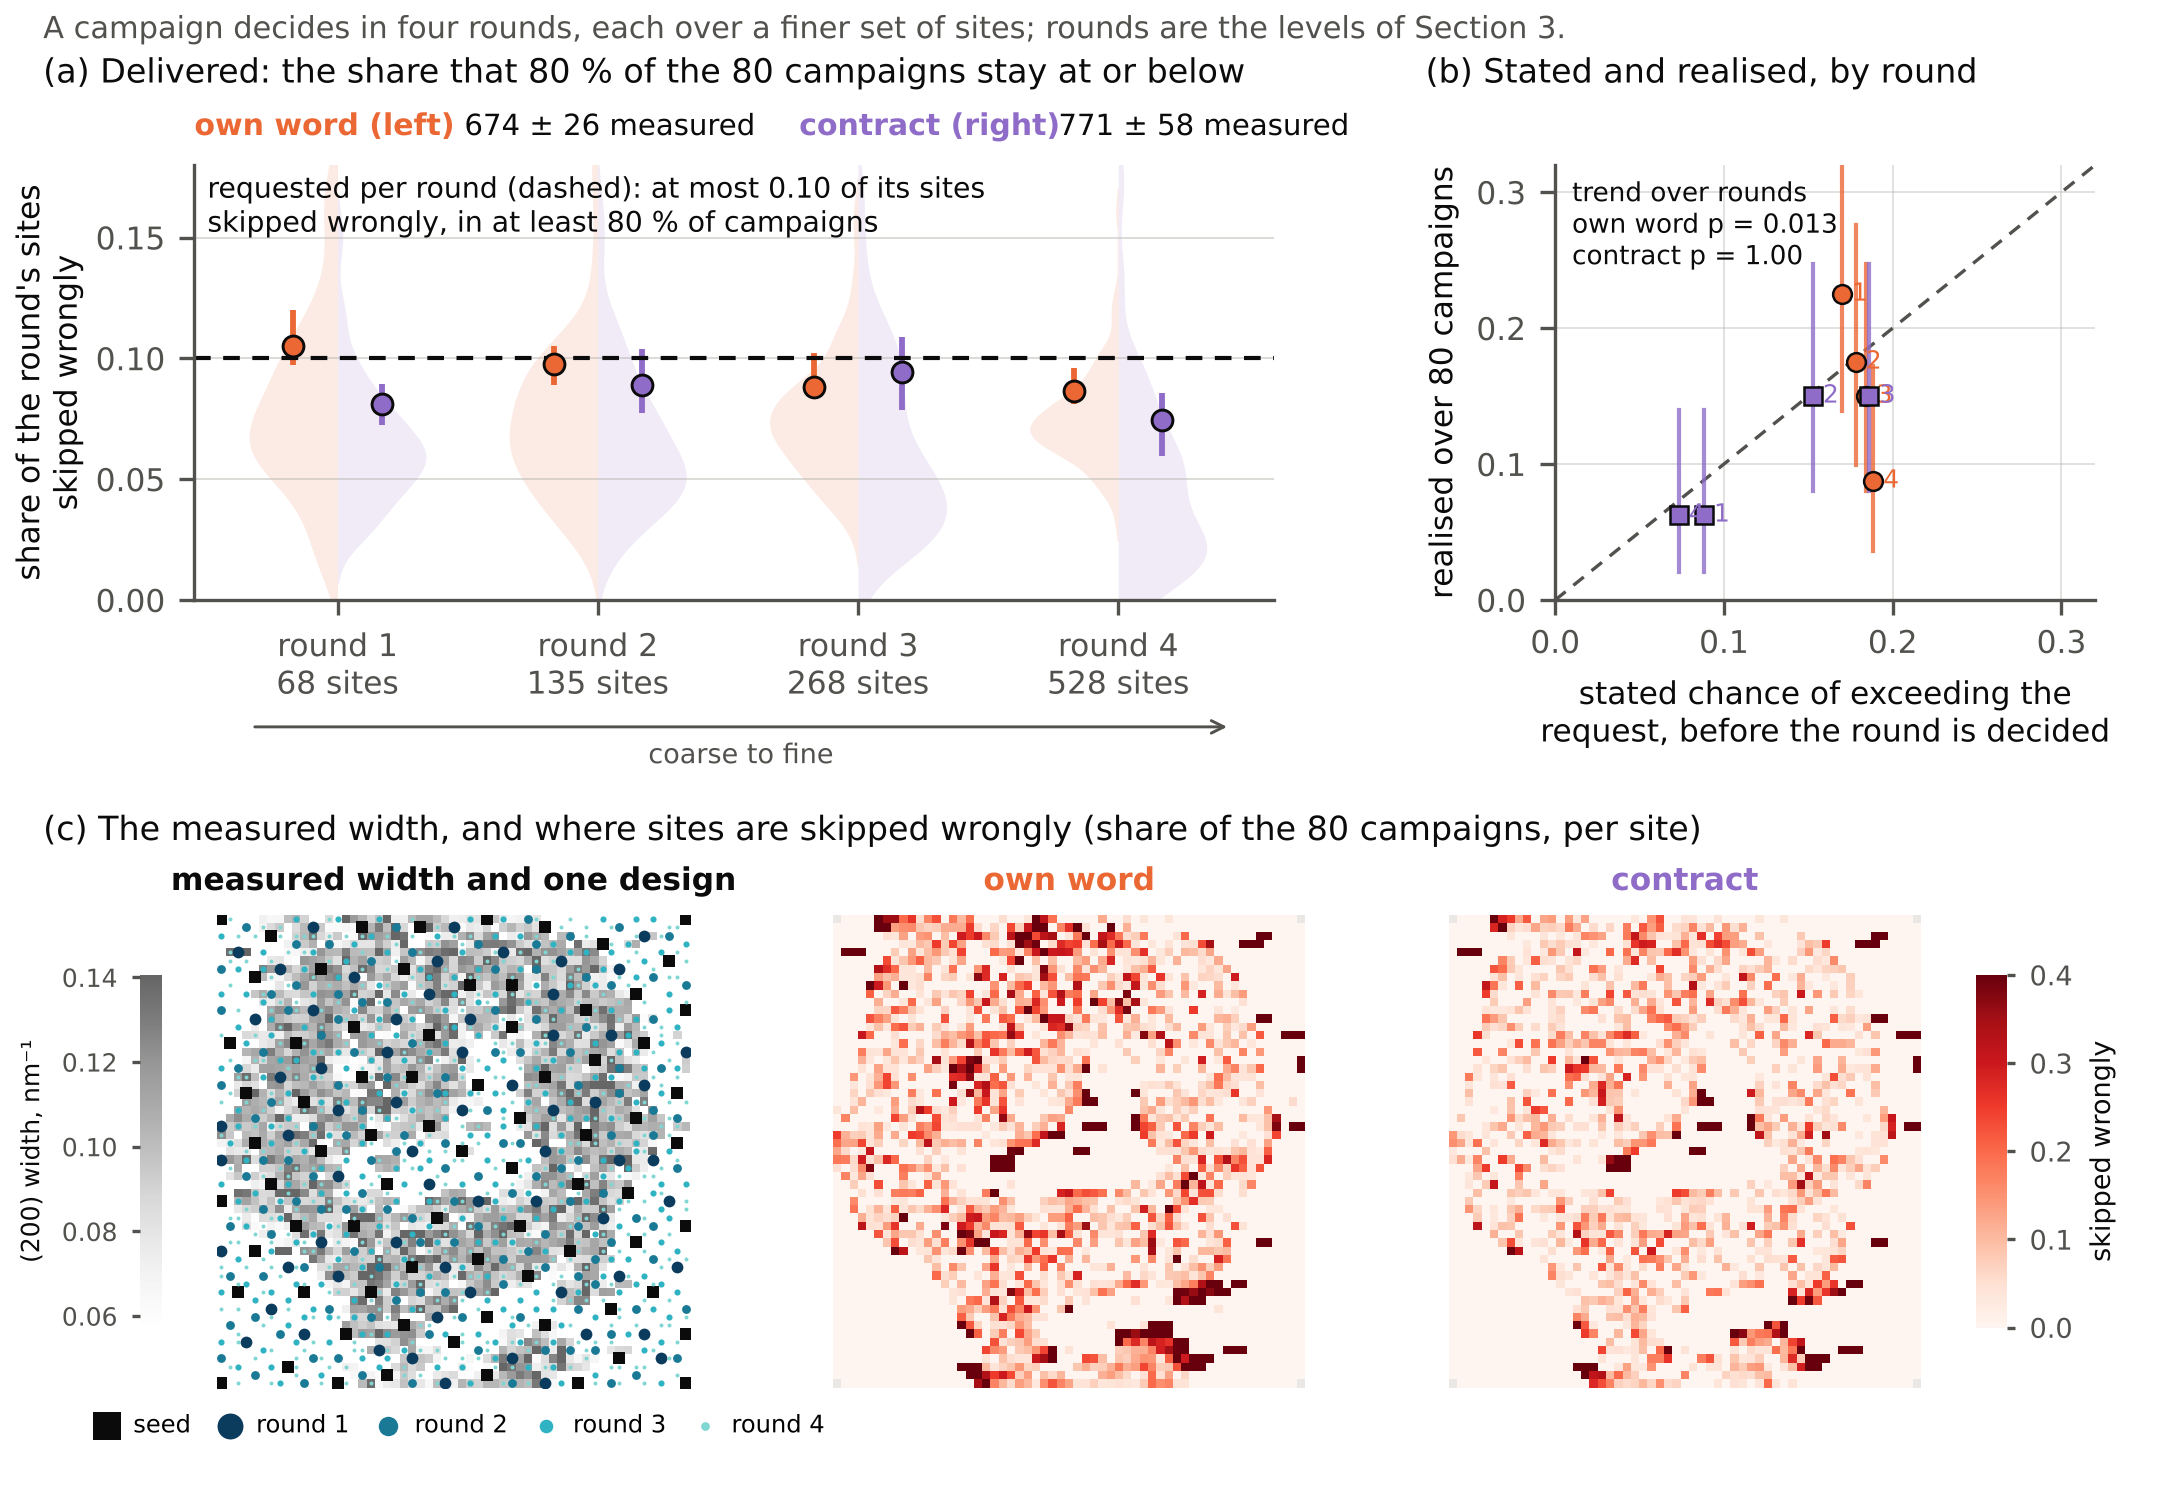 A campaign decides in four rounds, each over a finer set of sites; rounds are the levels of Section 3.
(a) Delivered: the share that 80 % of the 80 campaigns stay at or below
own word (left) 674 ± 26 measured contract (right)771 ± 58 measured
requested per round (dashed): at most 0.10 of its sites
skipped wrongly, in at least 80 % of campaigns
share of the round's sites
skipped wrongly
0.15
0.10
0.05
0.00
round 1 round 2 round 3 round 4
68 sites 135 sites 268 sites 528 sites
coarse to fine
(b) Stated and realised, by round
trend over rounds
own word p = 0.013
contract p = 1.00
realised over 80 campaigns
0.3
0.2
0.1
0.0
1
2
2 3 3
4
4 1
0.0 0.1 0.2 0.3
stated chance of exceeding the
request, before the round is decided
(c) The measured width, and where sites are skipped wrongly (share of the 80 campaigns, per site)
measured width and one design own word contract
(200) width, nm⁻¹
0.14
0.12
0.10
0.08
0.06
0.4
0.3
0.2
0.1
0.0
skipped wrongly
seed round 1 round 2 round 3 round 4